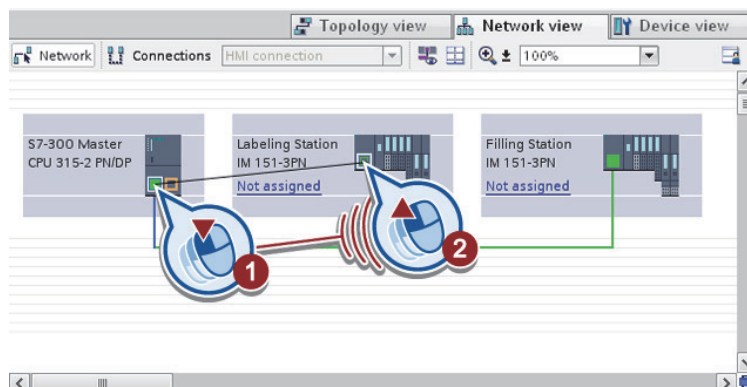 Topology view Network view Device view
Network Connections HMI connection 100%
S7-300 Master
CPU 315-2 PN/DP
Labeling Station
IM 151-3PN
Not assigned
Filling Station
IM 151-3PN
Not assigned
1
2